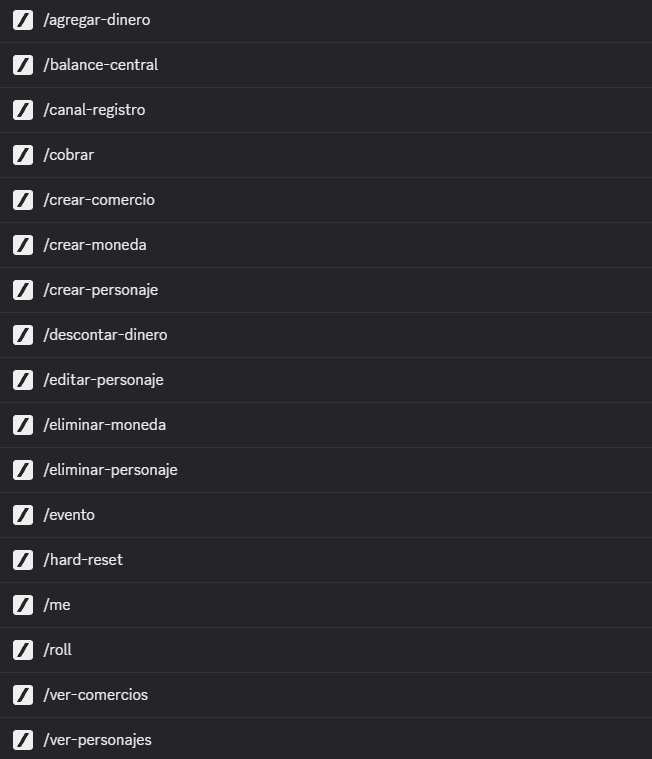 /agregar-dinero
/balance-central
/canal-registro
/cobrar
/crear-comercio
/crear-moneda
/crear-personaje
/descontar-dinero
/editar-personaje
/eliminar-moneda
/eliminar-personaje
/evento
/hard-reset
/me
/roll
/ver-comercios
/ver-personajes